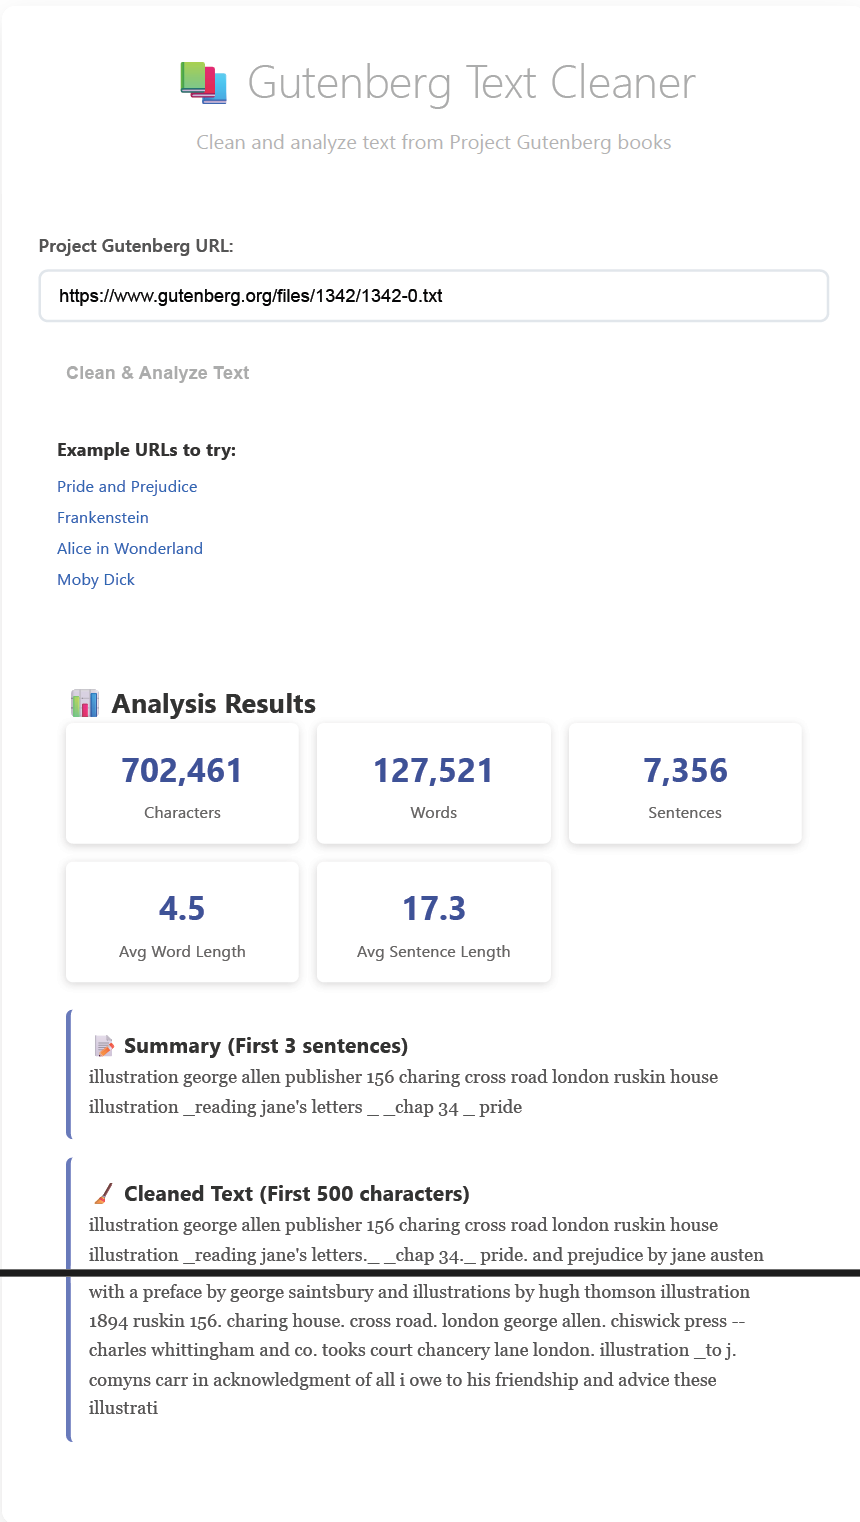 Gutenberg Text Cleaner
Clean and analyze text from Project Gutenberg books
Project Gutenberg URL:
https://www.gutenberg.org/files/1342/1342-0.txt
Clean & Analyze Text
Example URLs to try:
Pride and Prejudice
Frankenstein
Alice in Wonderland
Moby Dick
Analysis Results
702,461
Characters
127,521
Words
7,356
Sentences
4.5
Avg Word Length
17.3
Avg Sentence Length
Summary (First 3 sentences)
illustration george allen publisher 156 charing cross road london ruskin house
illustration _reading jane's letters _ _chap 34 _ pride
Cleaned Text (First 500 characters)
illustration george allen publisher 156 charing cross road london ruskin house
illustration _reading jane's letters._ _chap 34._ pride. and prejudice by jane austen
with a preface by george saintsbury and illustrations by hugh thomson illustration
1894 ruskin 156. charing house. cross road. london george allen. chiswick press --
charles whittingham and co. tooks court chancery lane london. illustration _to j.
comyns carr in acknowledgment of all i owe to his friendship and advice these
illustrati